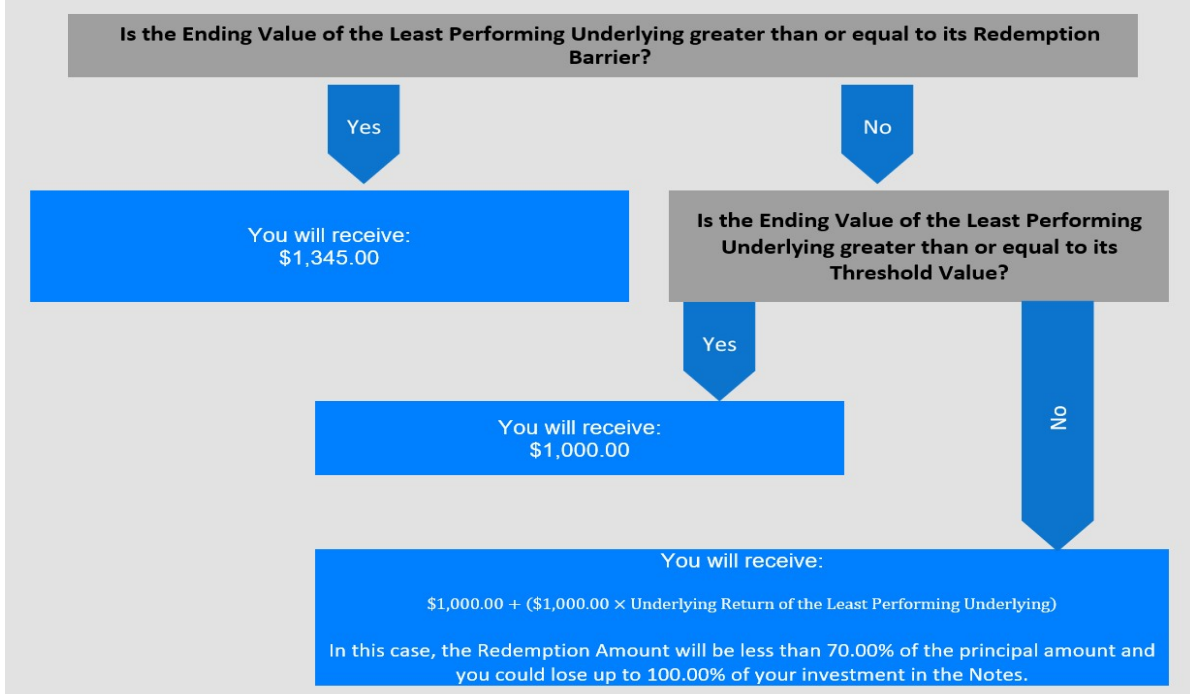 Is the Ending Value of the Least Performing Underlying greater than or equal to its Redemption
Barrier?
Yes
No
You will receive:
$1,345.00
Is the Ending Value of the Least Performing
Underlying greater than or equal to its
Threshold Value?
Yes
No
You will receive:
$1,000.00
You will receive:
$1,000.00 + ($1,000.00 × Underlying Return of the Least Performing Underlying)
In this case, the Redemption Amount will be less than 70.00% of the principal amount and
you could lose up to 100.00% of your investment in the Notes.